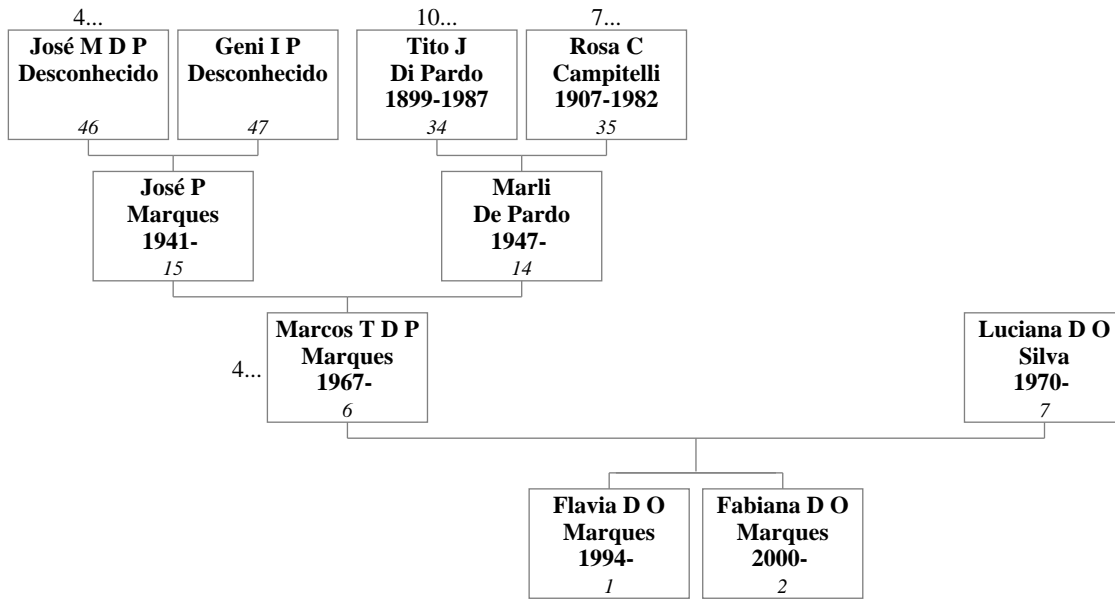 4...
10...
7...
José M D P
Desconhecido
46
Geni I P
Desconhecido
47
Tito J
Di Pardo
1899-1987
34
Rosa C
Campitelli
1907-1982
35
José P
Marques
1941-
15
Marli
De Pardo
1947-
14
4...
Marcos T D P
Marques
1967-
6
Luciana D O
Silva
1970-
7
Flavia D O
Marques
1994-
1
Fabiana D O
Marques
2000-
2